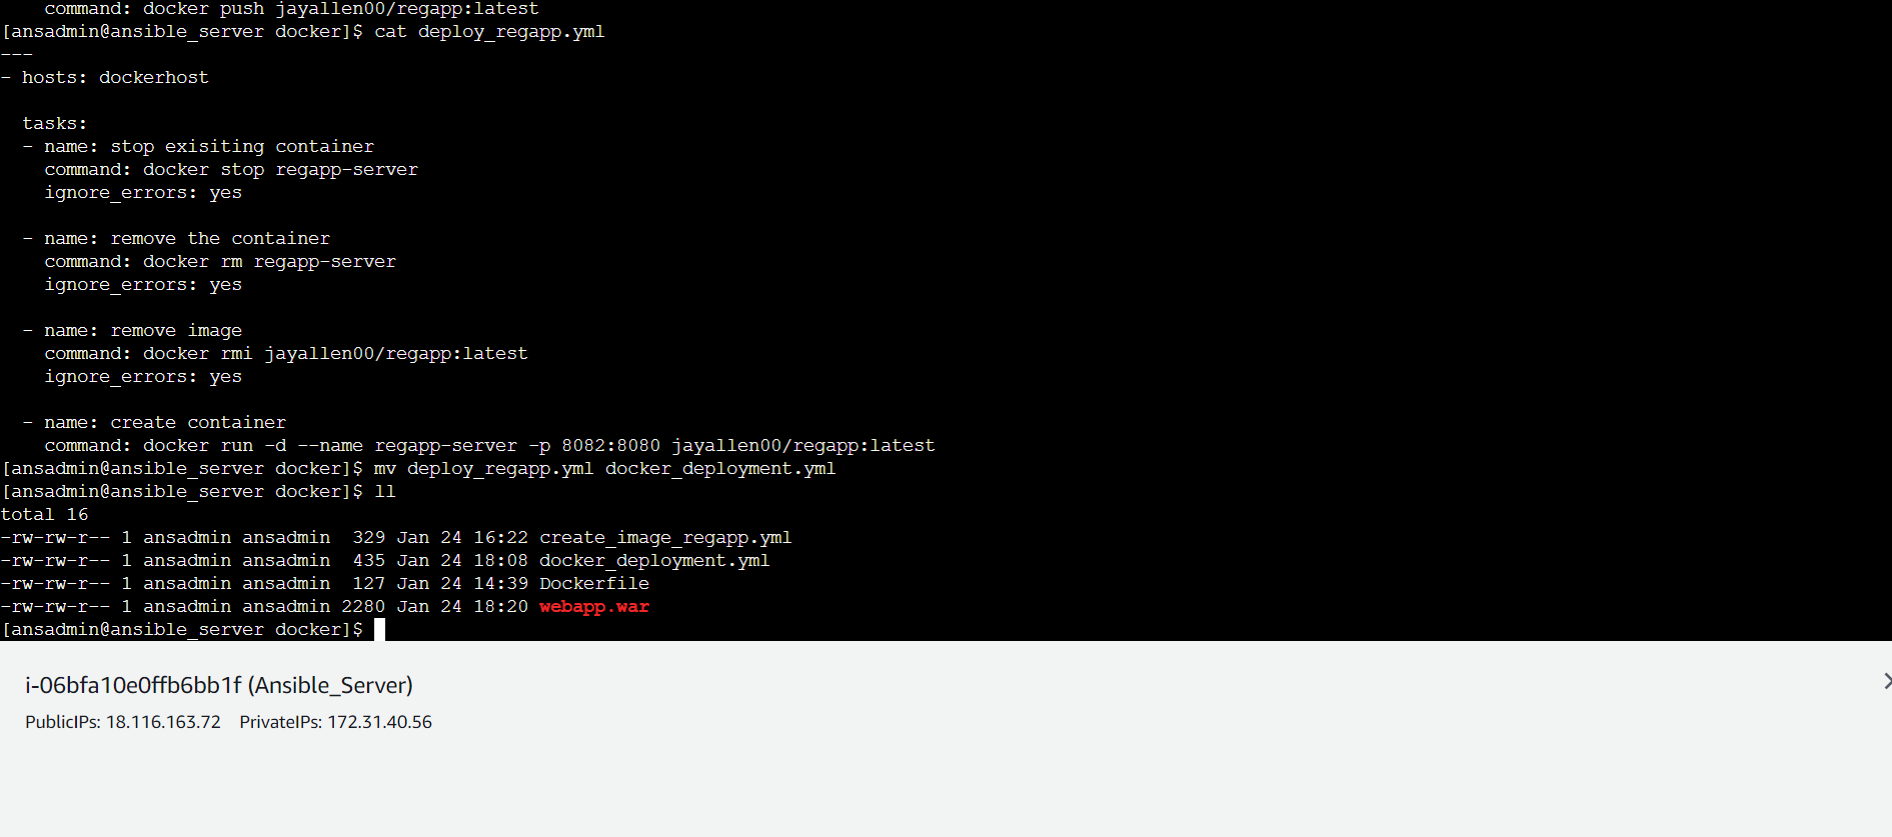 command: docker push jayallen00/regapp:latest
[ansadmin@ansible_server docker]$ cat deploy_regapp.yml
---
- hosts: dockerhost

  tasks:
  - name: stop exisiting container
    command: docker stop regapp-server
    ignore_errors: yes

  - name: remove the container
    command: docker rm regapp-server
    ignore_errors: yes

  - name: remove image
    command: docker rmi jayallen00/regapp:latest
    ignore_errors: yes

  - name: create container
    command: docker run -d --name regapp-server -p 8082:8080 jayallen00/regapp:latest
[ansadmin@ansible_server docker]$ mv deploy_regapp.yml docker_deployment.yml
[ansadmin@ansible_server docker]$ ll
total 16
-rw-rw-r-- 1 ansadmin ansadmin  329 Jan 24 16:22 create_image_regapp.yml
-rw-rw-r-- 1 ansadmin ansadmin  435 Jan 24 18:08 docker_deployment.yml
-rw-rw-r-- 1 ansadmin ansadmin  127 Jan 24 14:39 Dockerfile
-rw-rw-r-- 1 ansadmin ansadmin 2280 Jan 24 18:20 webapp.war
[ansadmin@ansible_server docker]$
i-06bfa10e0ffb6bb1f (Ansible_Server)
PublicIPs: 18.116.163.72    PrivateIPs: 172.31.40.56